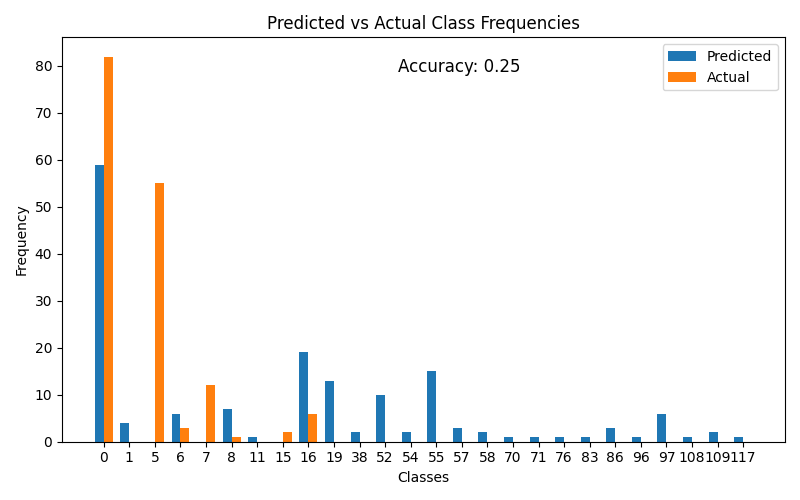 Predicted vs Actual Class Frequencies
Accuracy: 0.25
Predicted
Actual
Frequency
80
70
60
50
40
30
20
10
0
0 1 5 6 7 8 11 15 16 19 38 52 54 55 57 58 70 71 76 83 86 96 97 108 109 117
Classes